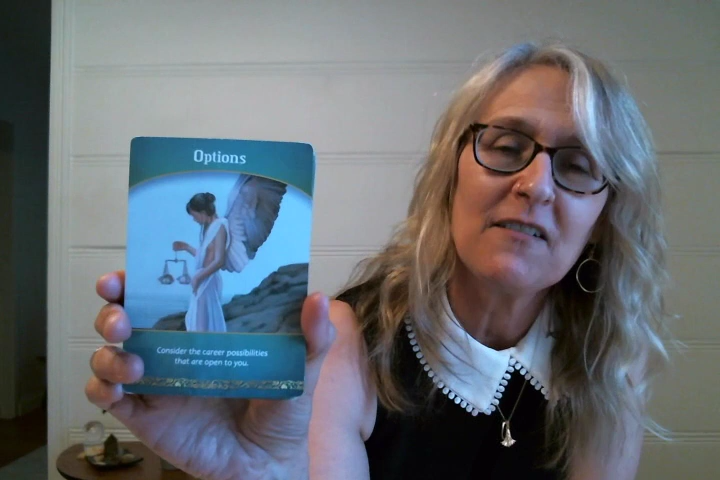 Options
Consider the career possibilities
that are open to you.